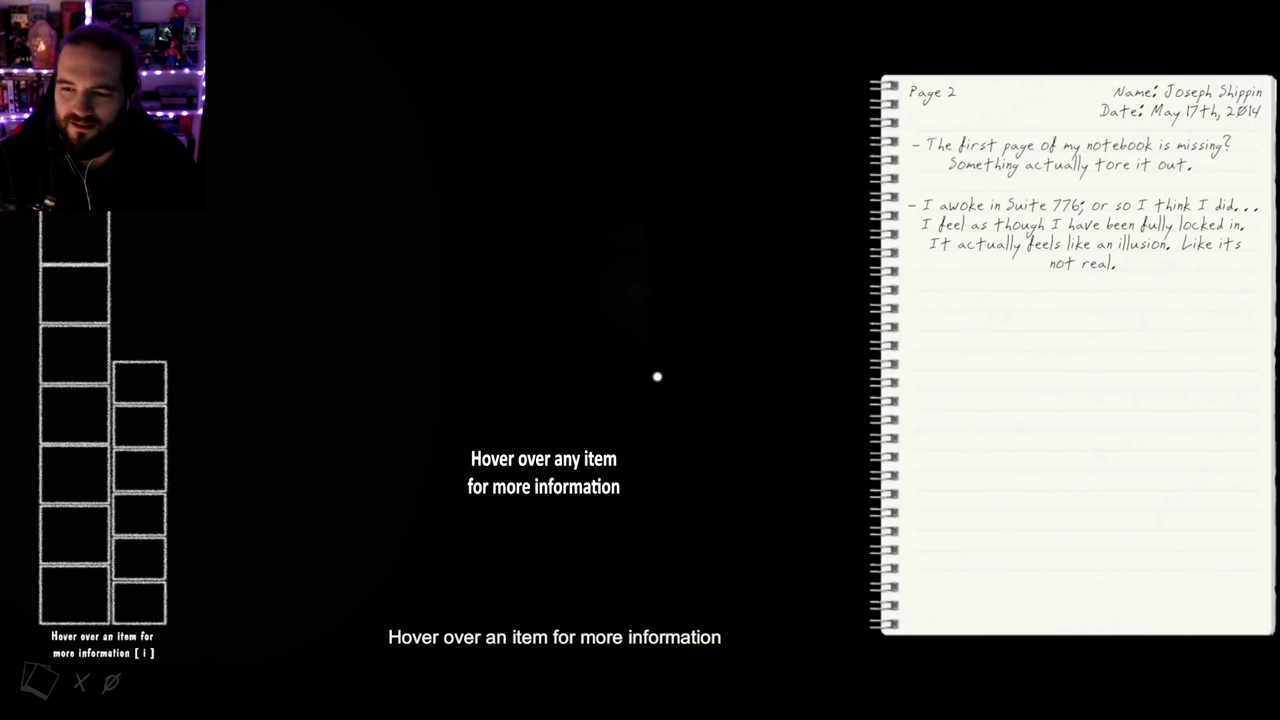 Page 2
Name: Joseph Shippin
Date: May 17th, 2014
- The first page of my notebook is missing?
Something actually tore it out.
- I awoke in Suite 776; or so I think I did...
I feel as though I have been fully locked in.
It actually feels like an illusion. Like its
not real.
Hover over any item
for more information
Hover over an item for more information
Hover over an item for
more information [ i ]
X Ø